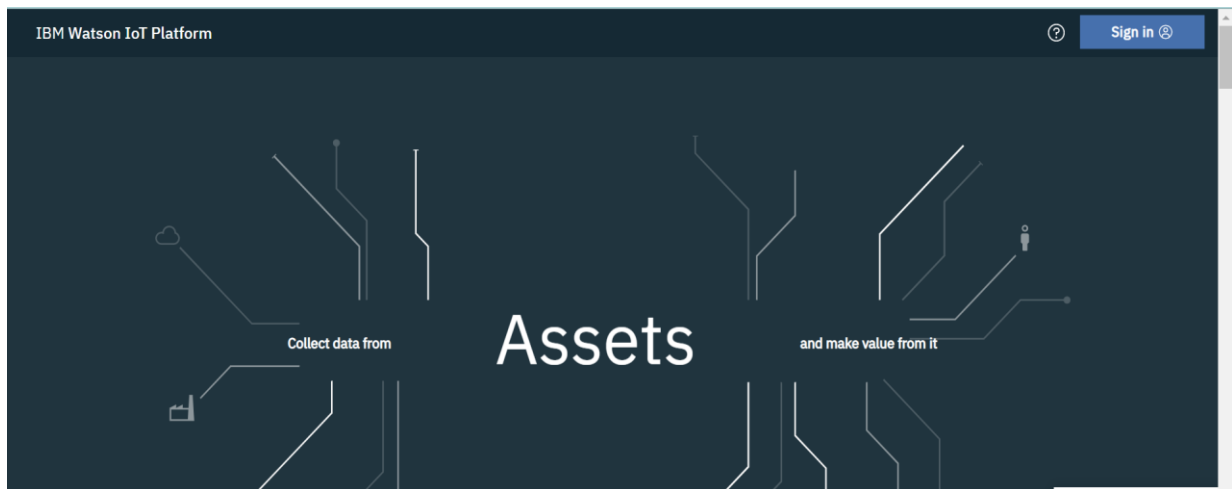 IBM Watson IoT Platform
Sign in
Collect data from
Assets
and make value from it